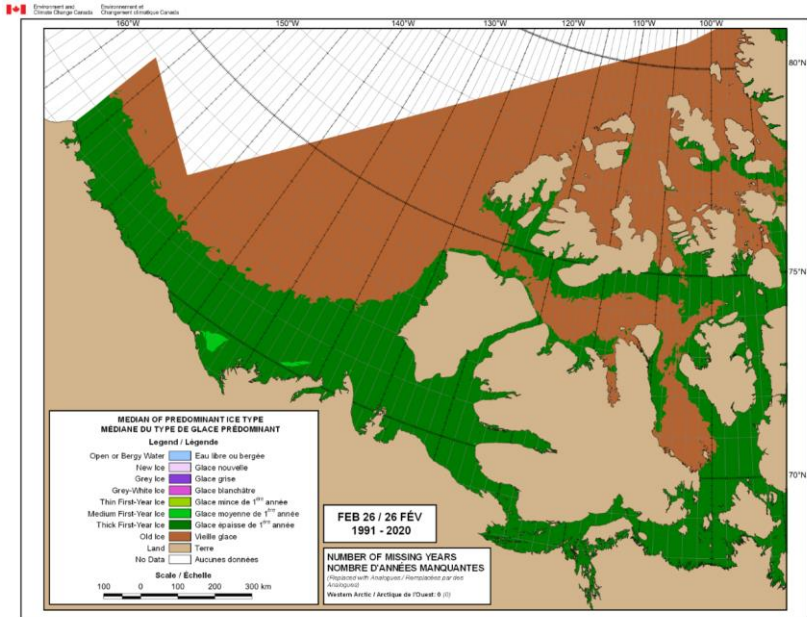 Environment and Climate Change Canada
Environnement et Changement climatique Canada
160°W 150°W 140°W 130°W 120°W 110°W 100°W
80°N
75°N
70°N
MEDIAN OF PREDOMINANT ICE TYPE
MÉDIANE DU TYPE DE GLACE PRÉDOMINANT
Legend / Légende
Open or Bergy Water Eau libre ou bergée
New Ice Glace nouvelle
Grey Ice Glace grise
Grey-White Ice Glace blanchâtre
Thin First-Year Ice Glace mince de 1ère année
Medium First-Year Ice Glace moyenne de 1ère année
Thick First-Year Ice Glace épaisse de 1ère année
Old Ice Vieille glace
Land Terre
No Data Aucunes données
Scale / Échelle
100 0 100 200 300 km
FEB 26 / 26 FÉV
1991 - 2020
NUMBER OF MISSING YEARS
NOMBRE D'ANNÉES MANQUANTES
(Replaced with Analogues / Remplacées par des
Analogues)
Western Arctic / Arctique de l'Ouest: 0 (0)